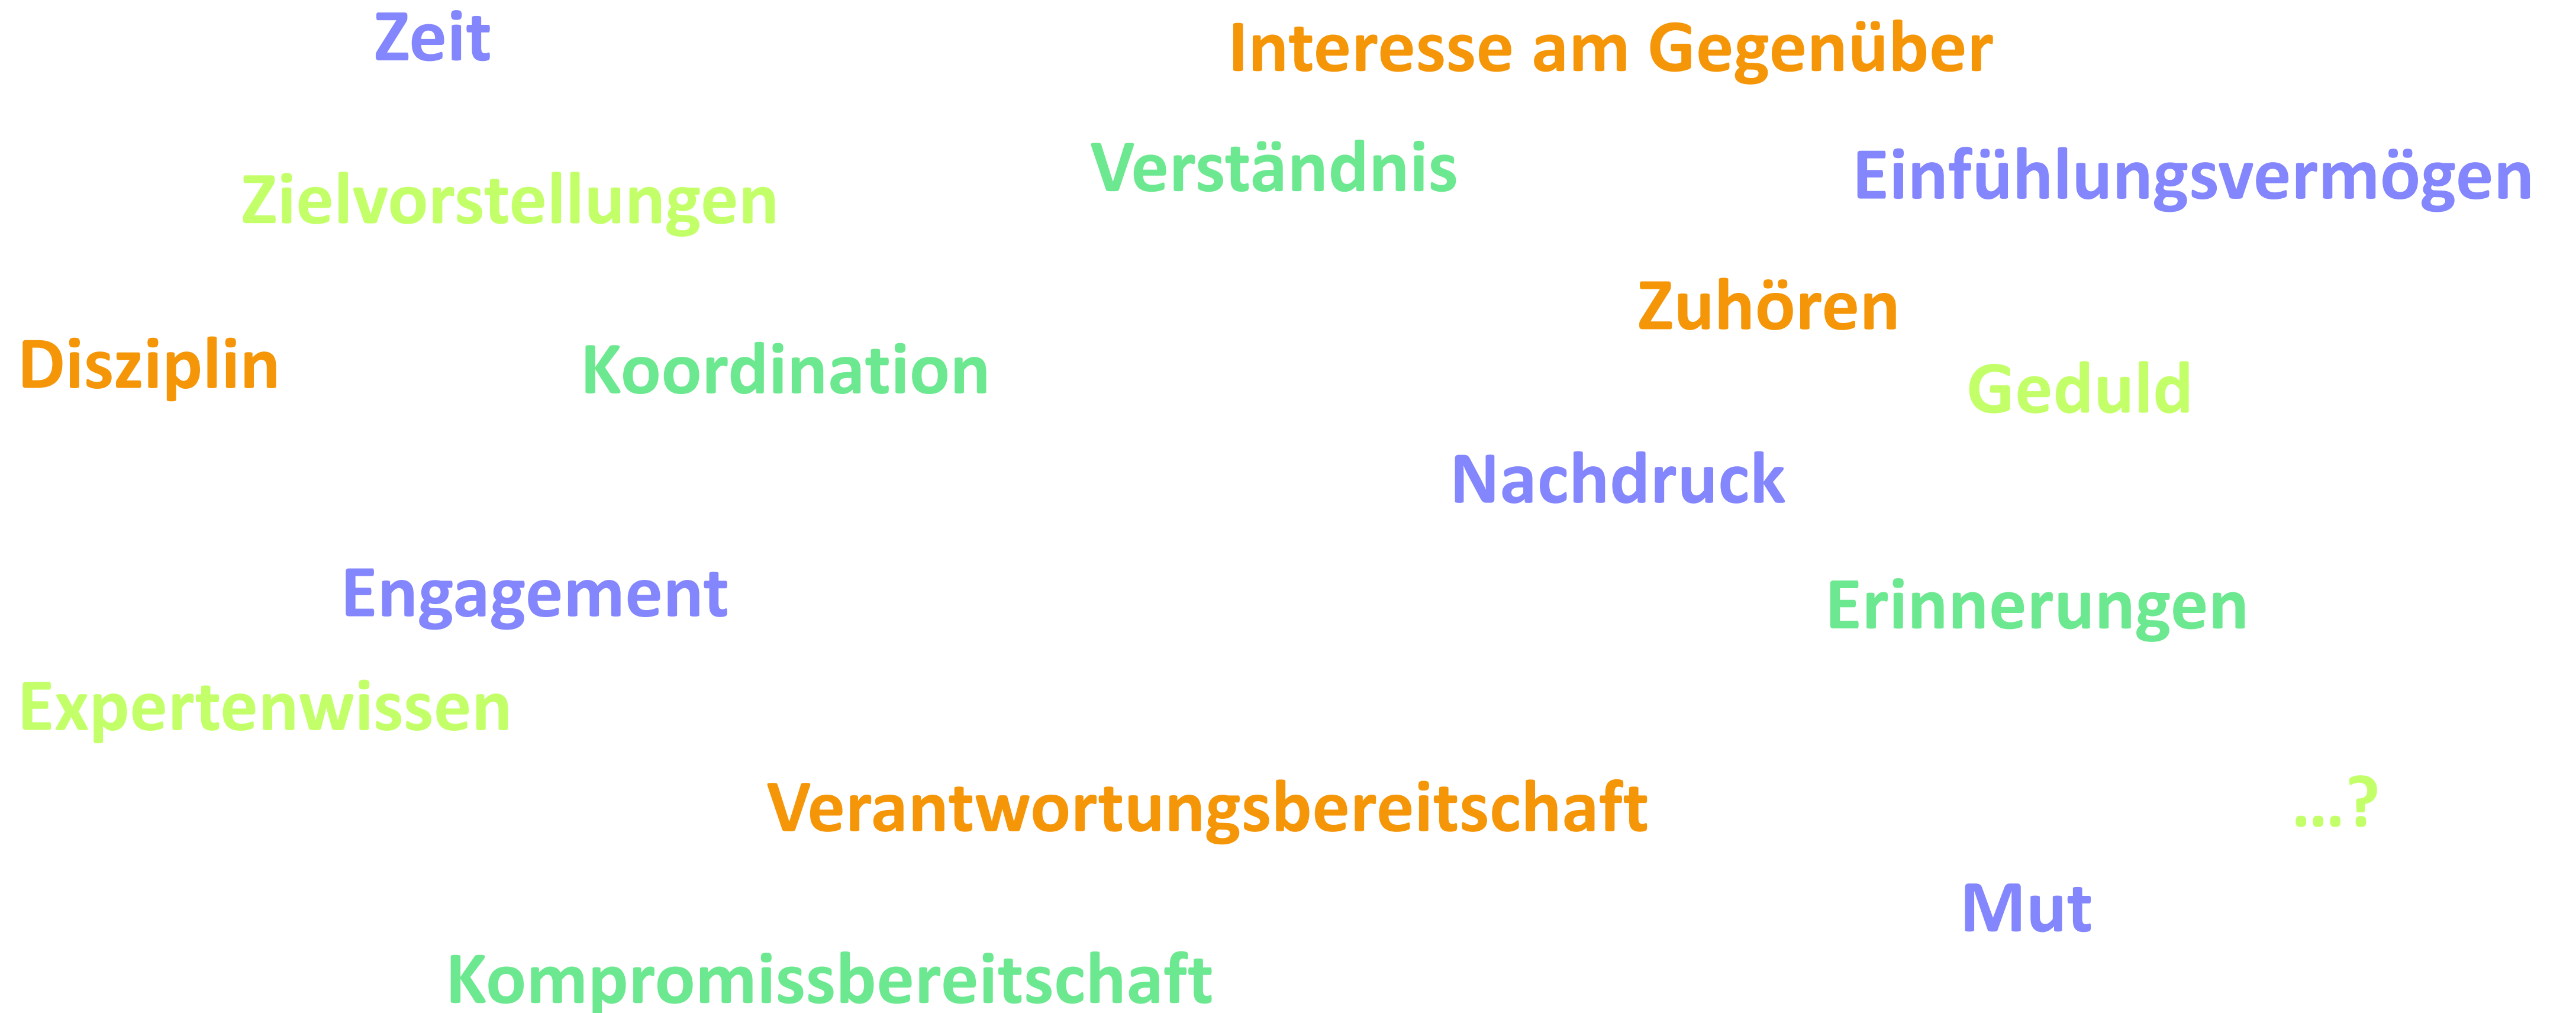 Zeit
Interesse am Gegenüber
Verständnis
Einfühlungsvermögen
Zielvorstellungen
Zuhören
Disziplin
Koordination
Geduld
Nachdruck
Engagement
Erinnerungen
Expertenwissen
Verantwortungsbereitschaft
...?
Mut
Kompromissbereitschaft